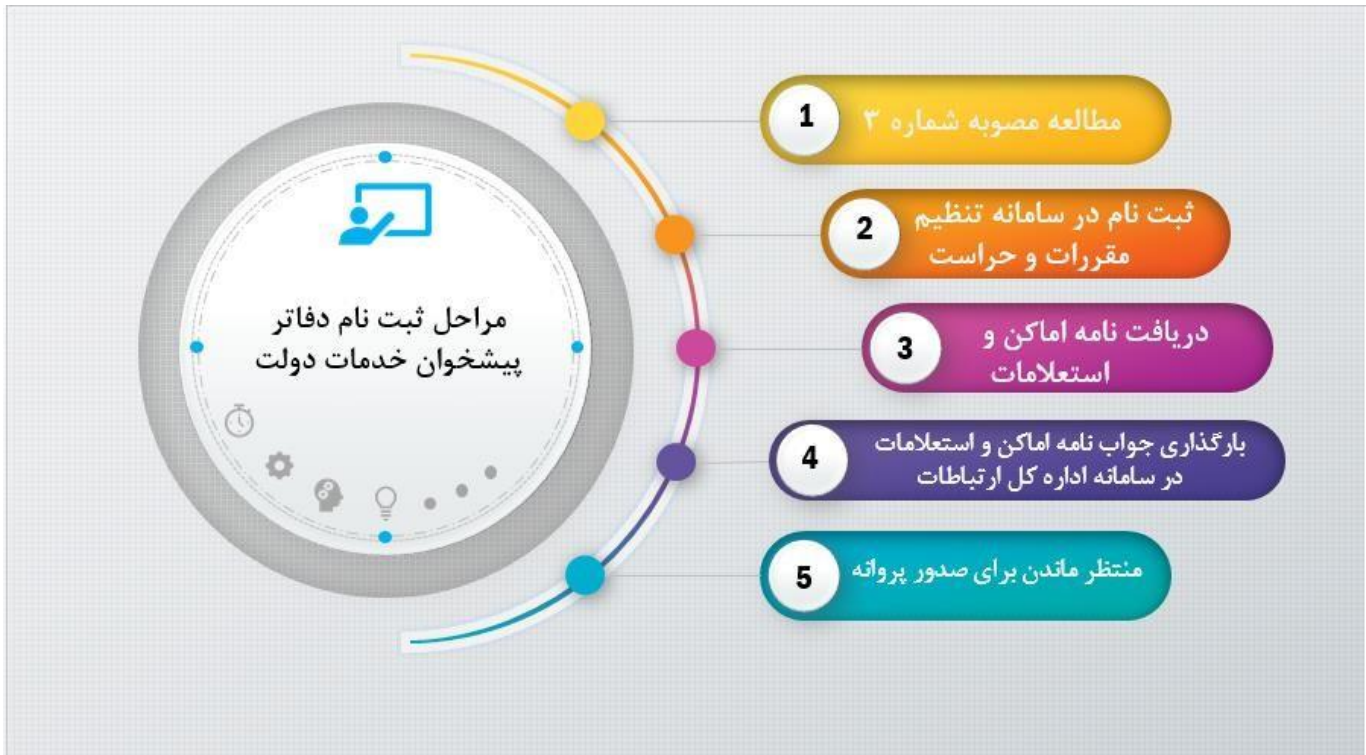 مراحل ثبت نام دفاتر
پیشخوان خدمات دولت
1
مطالعه مصوبه شماره ۳
2
ثبت نام در سامانه تنظیم
مقررات و حراست
3
دریافت نامه اماکن و
استعلامات
4
بارگذاری جواب نامه اماکن و استعلامات
در سامانه اداره کل ارتباطات
5
منتظر ماندن برای صدور پروانه